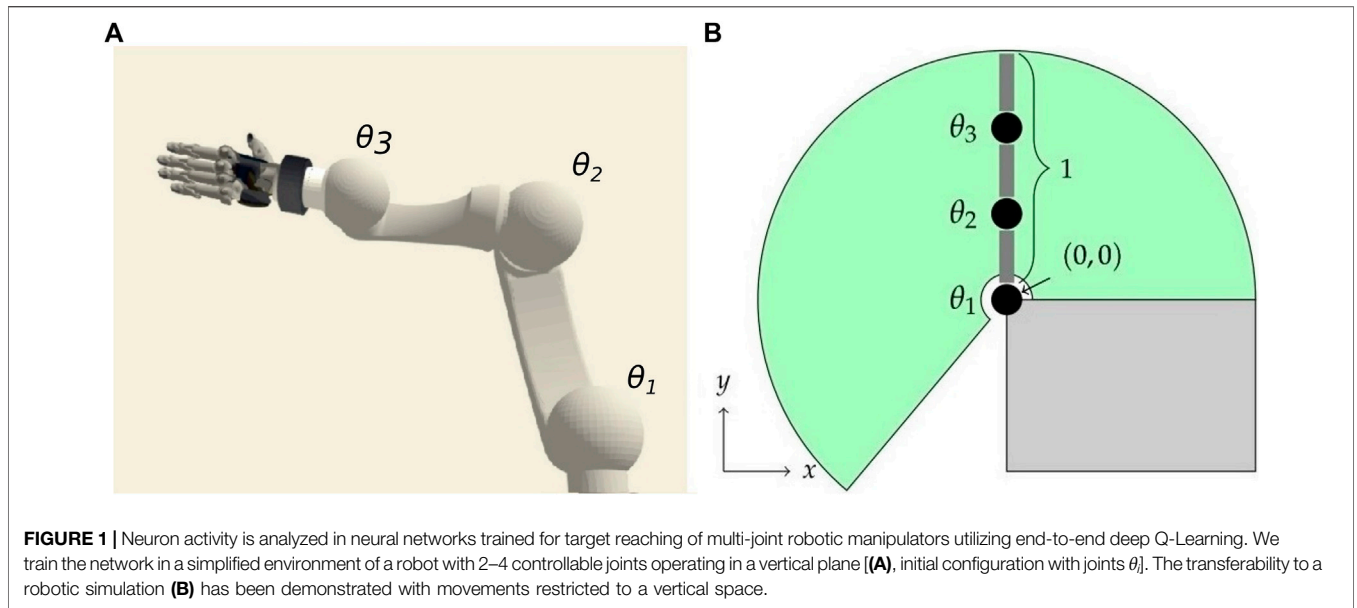 A
B
θ3
θ2
θ1
θ3
θ2
θ1
1
(0,0)
y
x
FIGURE 1 | Neuron activity is analyzed in neural networks trained for target reaching of multi-joint robotic manipulators utilizing end-to-end deep Q-Learning. We
train the network in a simplified environment of a robot with 2–4 controllable joints operating in a vertical plane [(A), initial configuration with joints θi]. The transferability to a
robotic simulation (B) has been demonstrated with movements restricted to a vertical space.